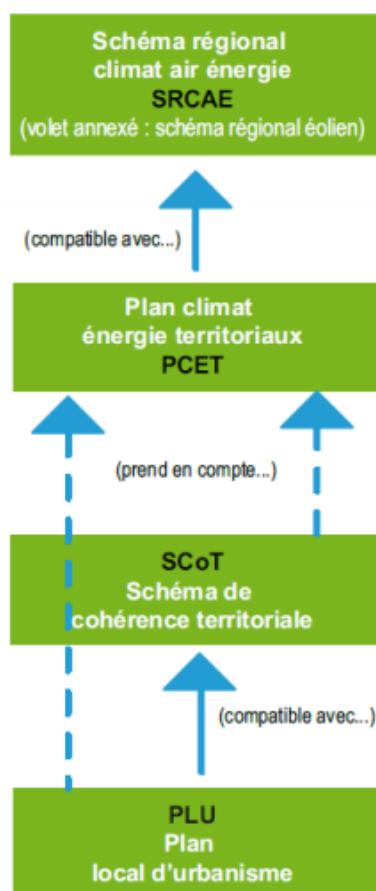 Schéma régional
climat air énergie
SRCAE
(volet annexé : schéma régional éolien)
(compatible avec...)
Plan climat
énergie territoriaux
PCET
(prend en compte...)
SCoT
Schéma de
cohérence territoriale
(compatible avec...)
PLU
Plan
local d'urbanisme